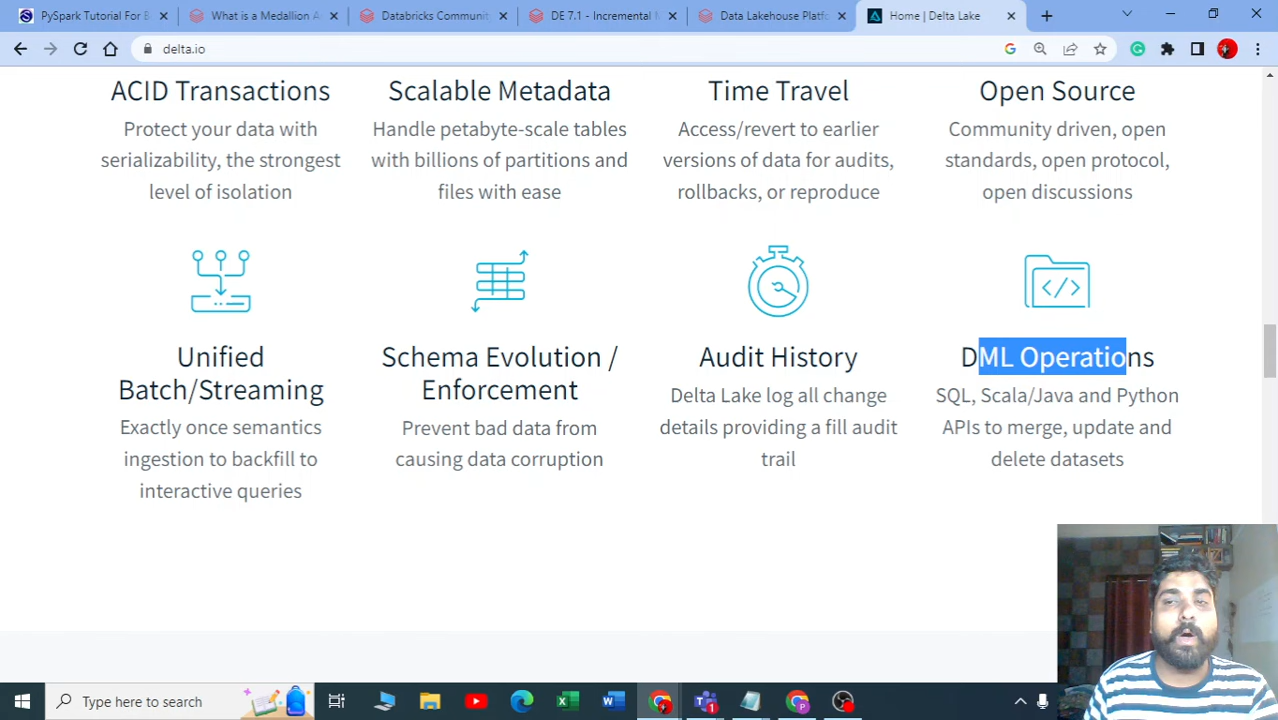 PySpark Tutorial For B
What is a Medallion A
Databricks Communit
DE 7.1 - Incremental
Data Lakehouse Platfo
Home | Delta Lake
delta.io
ACID Transactions
Protect your data with
serializability, the strongest
level of isolation
Scalable Metadata
Handle petabyte-scale tables
with billions of partitions and
files with ease
Time Travel
Access/revert to earlier
versions of data for audits,
rollbacks, or reproduce
Open Source
Community driven, open
standards, open protocol,
open discussions
Unified
Batch/Streaming
Exactly once semantics
ingestion to backfill to
interactive queries
Schema Evolution /
Enforcement
Prevent bad data from
causing data corruption
Audit History
Delta Lake log all change
details providing a fill audit
trail
DML Operations
SQL, Scala/Java and Python
APIs to merge, update and
delete datasets
Type here to search